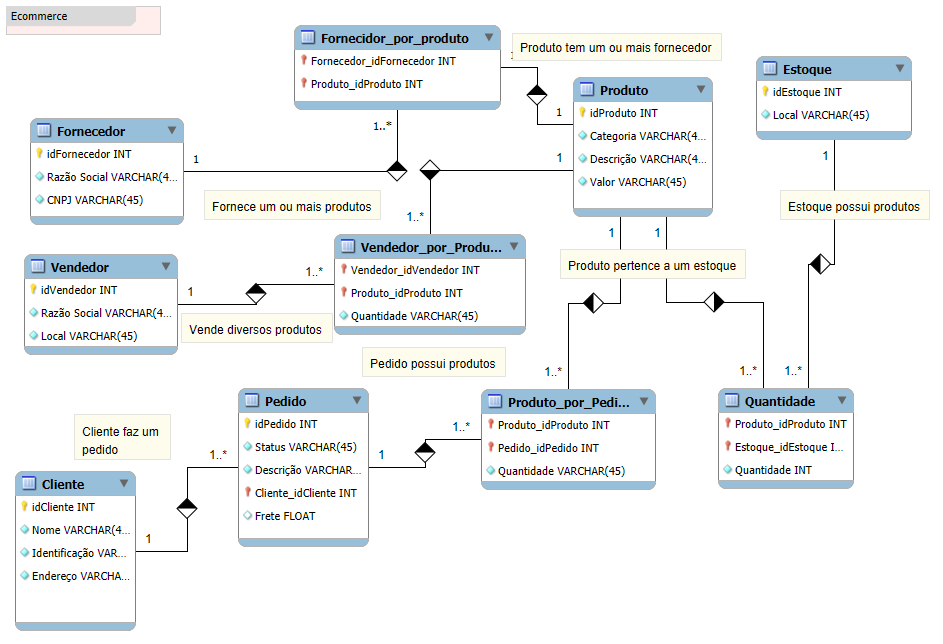 Ecommerce
Fornecidor_por_produto
Fornecedor_idFornecedor INT
Produto_idProduto INT
Produto tem um ou mais fornecedor
1
1
1..*
Produto
idProduto INT
Categoria VARCHAR(4...
Descrição VARCHAR(4...
Valor VARCHAR(45)
Estoque
idEstoque INT
Local VARCHAR(45)
Fornecedor
idFornecedor INT
Razão Social VARCHAR(4...
CNPJ VARCHAR(45)
1
1
1
Fornece um ou mais produtos
Estoque possui produtos
1..*
1
1
Vendedor_por_Produ...
Vendedor_idVendedor INT
Produto_idProduto INT
Quantidade VARCHAR(45)
Vendedor
idVendedor INT
Razão Social VARCHAR(4...
Local VARCHAR(45)
1
1..*
Vende diversos produtos
Produto pertence a um estoque
Pedido possui produtos
1..*
1..*
1..*
Pedido
idPedido INT
Status VARCHAR(45)
Descrição VARCHAR...
Cliente_idCliente INT
Frete FLOAT
Produto_por_Pedi...
Produto_idProduto INT
Pedido_idPedido INT
Quantidade VARCHAR(45)
Quantidade
Produto_idProduto INT
Estoque_idEstoque I...
Quantidade INT
1
1..*
Cliente faz um
pedido
1..*
1
Cliente
idCliente INT
Nome VARCHAR(4...
Identificação VAR...
Endereço VARCHA...